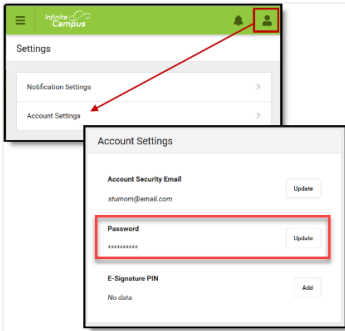 Infinite
Campus
Settings
Notification Settings
Account Settings
Account Settings
Account Security Email
stumom@email.com
Update
Password
**********
Update
E-Signature PIN
No data
Add